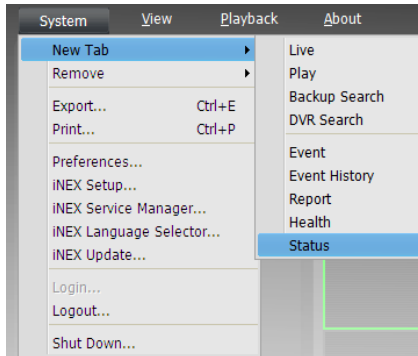 System View Playback About
New Tab
Remove
Export... Ctrl+E
Print... Ctrl+P
Preferences...
iNEX Setup...
iNEX Service Manager...
iNEX Language Selector...
iNEX Update...
Login...
Logout...
Shut Down...
Live
Play
Backup Search
DVR Search
Event
Event History
Report
Health
Status